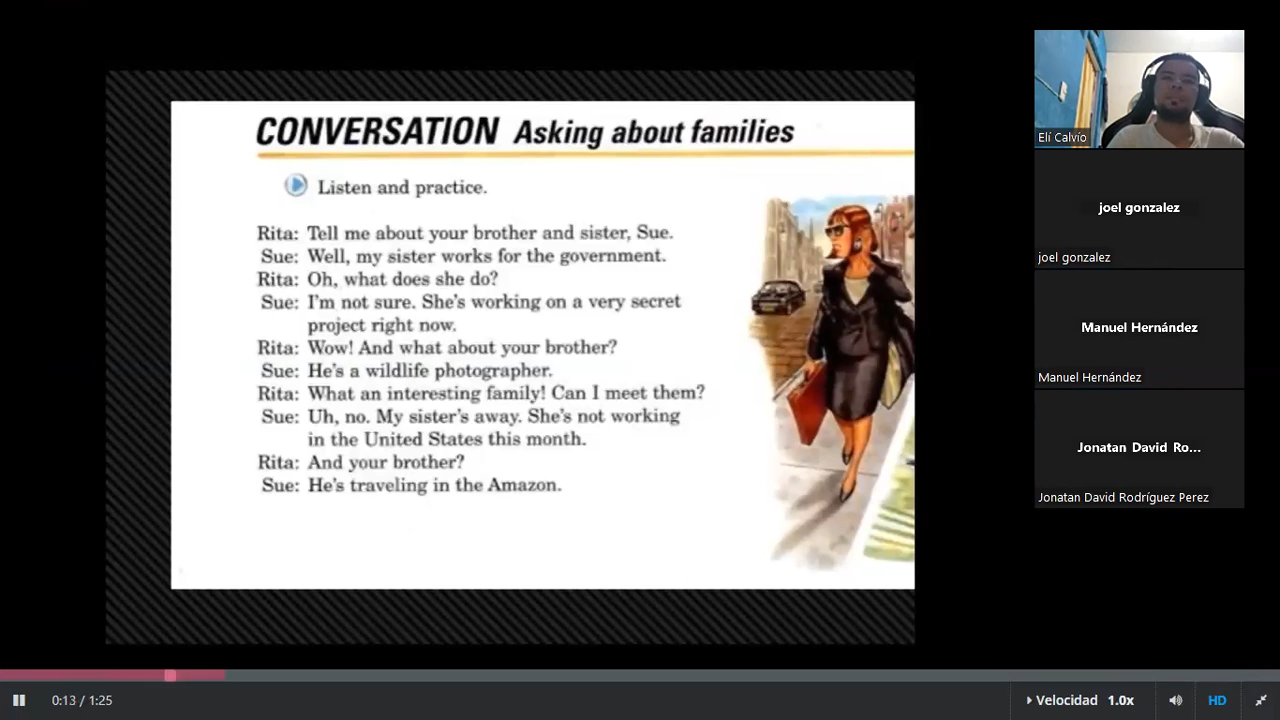 CONVERSATION Asking about families
Listen and practice.
Rita: Tell me about your brother and sister, Sue.
Sue: Well, my sister works for the government.
Rita: Oh, what does she do?
Sue: I'm not sure. She's working on a very secret
project right now.
Rita: Wow! And what about your brother?
Sue: He's a wildlife photographer.
Rita: What an interesting family! Can I meet them?
Sue: Uh, no. My sister's away. She's not working
in the United States this month.
Rita: And your brother?
Sue: He's traveling in the Amazon.
Elí Calvío
joel gonzalez
joel gonzalez
Manuel Hernández
Manuel Hernández
Jonatan David Ro...
Jonatan David Rodríguez Perez
0:13 / 1:25
Velocidad 1.0x
HD